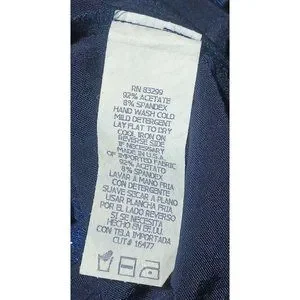 RN 83299
92% ACETATE
8% SPANDEX
HAND WASH COLD
MILD DETERGENT
LAY FLAT TO DRY
COOL IRON ON
REVERSE SIDE
IF NECESSARY
MADE IN U.S.A.
OF IMPORTED FABRIC
92% ACETATO
8% SPANDEX
LAVAR A MANO FRIA
CON DETERGENTE
SUAVE SECAR A PLANO
USAR PLANCHA FRIA
POR EL LADO REVERSO
SI SE NECESITA
HECHO EN EE UU
CON TELA IMPORTADA
CUT# 16477